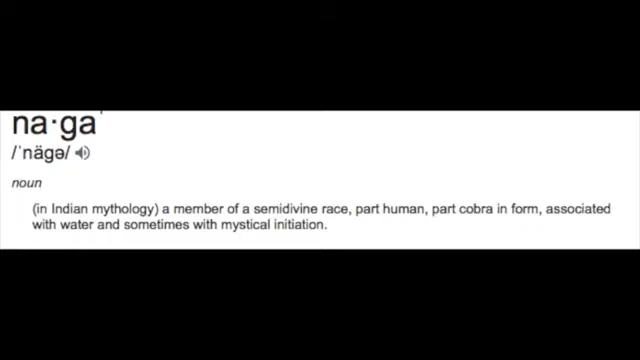 na·ga
/ˈnägə/
noun
(in Indian mythology) a member of a semidivine race, part human, part cobra in form, associated
with water and sometimes with mystical initiation.